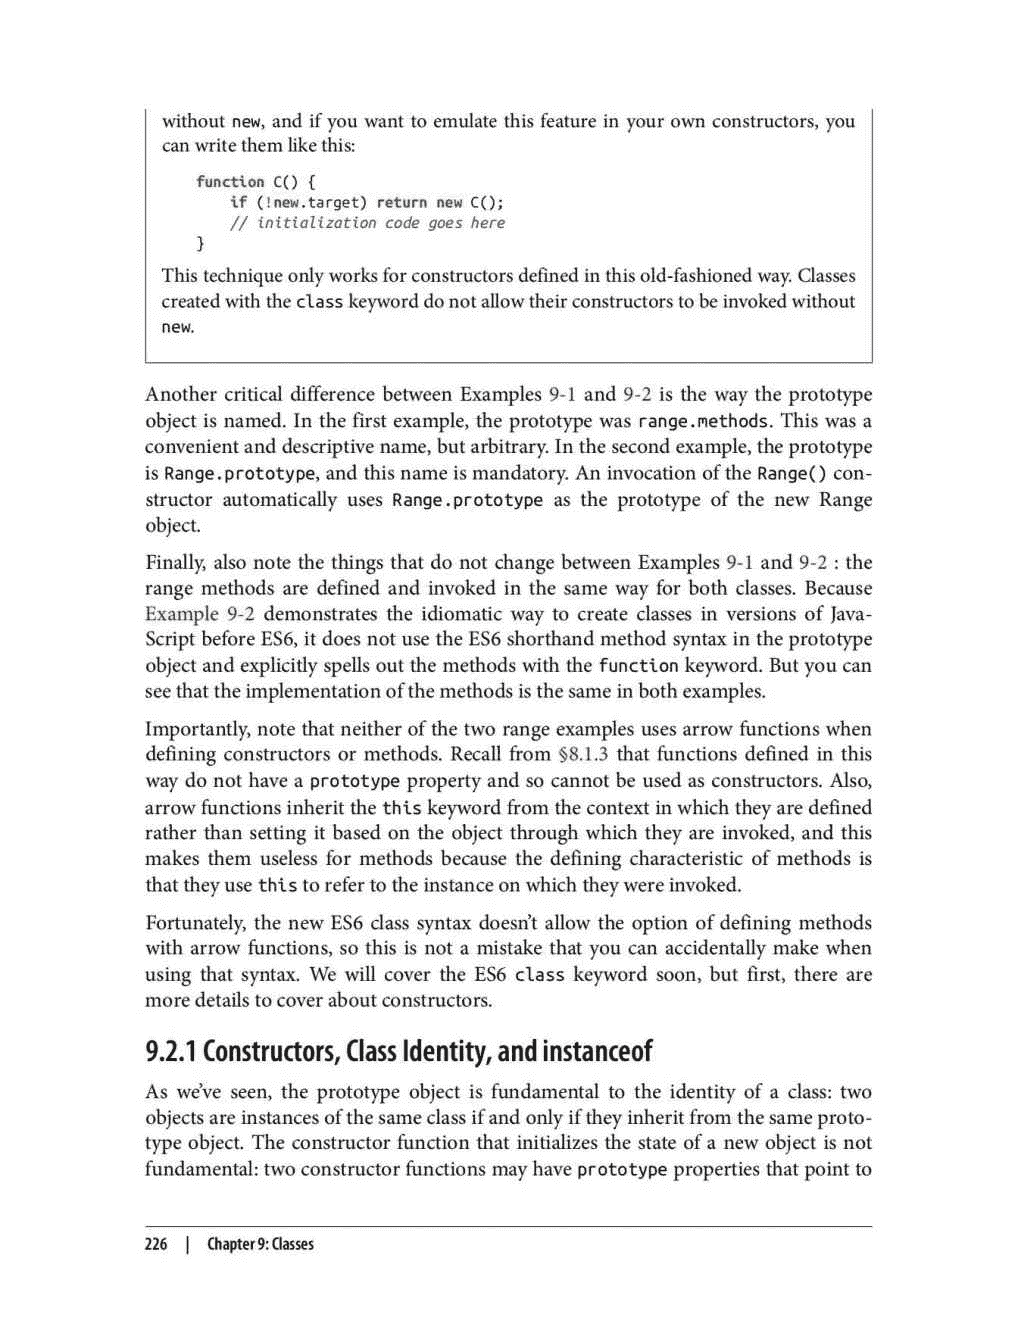 without new, and if you want to emulate this feature in your own constructors, you
can write them like this:
function C() {
    if (!new.target) return new C();
    // initialization code goes here
}
This technique only works for constructors defined in this old-fashioned way. Classes
created with the class keyword do not allow their constructors to be invoked without
new.
Another critical difference between Examples 9-1 and 9-2 is the way the prototype
object is named. In the first example, the prototype was range.methods. This was a
convenient and descriptive name, but arbitrary. In the second example, the prototype
is Range.prototype, and this name is mandatory. An invocation of the Range() con-
structor automatically uses Range.prototype as the prototype of the new Range
object.
Finally, also note the things that do not change between Examples 9-1 and 9-2 : the
range methods are defined and invoked in the same way for both classes. Because
Example 9-2 demonstrates the idiomatic way to create classes in versions of Java-
Script before ES6, it does not use the ES6 shorthand method syntax in the prototype
object and explicitly spells out the methods with the function keyword. But you can
see that the implementation of the methods is the same in both examples.
Importantly, note that neither of the two range examples uses arrow functions when
defining constructors or methods. Recall from §8.1.3 that functions defined in this
way do not have a prototype property and so cannot be used as constructors. Also,
arrow functions inherit the this keyword from the context in which they are defined
rather than setting it based on the object through which they are invoked, and this
makes them useless for methods because the defining characteristic of methods is
that they use this to refer to the instance on which they were invoked.
Fortunately, the new ES6 class syntax doesn't allow the option of defining methods
with arrow functions, so this is not a mistake that you can accidentally make when
using that syntax. We will cover the ES6 class keyword soon, but first, there are
more details to cover about constructors.
9.2.1 Constructors, Class Identity, and instanceof
As we've seen, the prototype object is fundamental to the identity of a class: two
objects are instances of the same class if and only if they inherit from the same proto-
type object. The constructor function that initializes the state of a new object is not
fundamental: two constructor functions may have prototype properties that point to
226 | Chapter 9: Classes